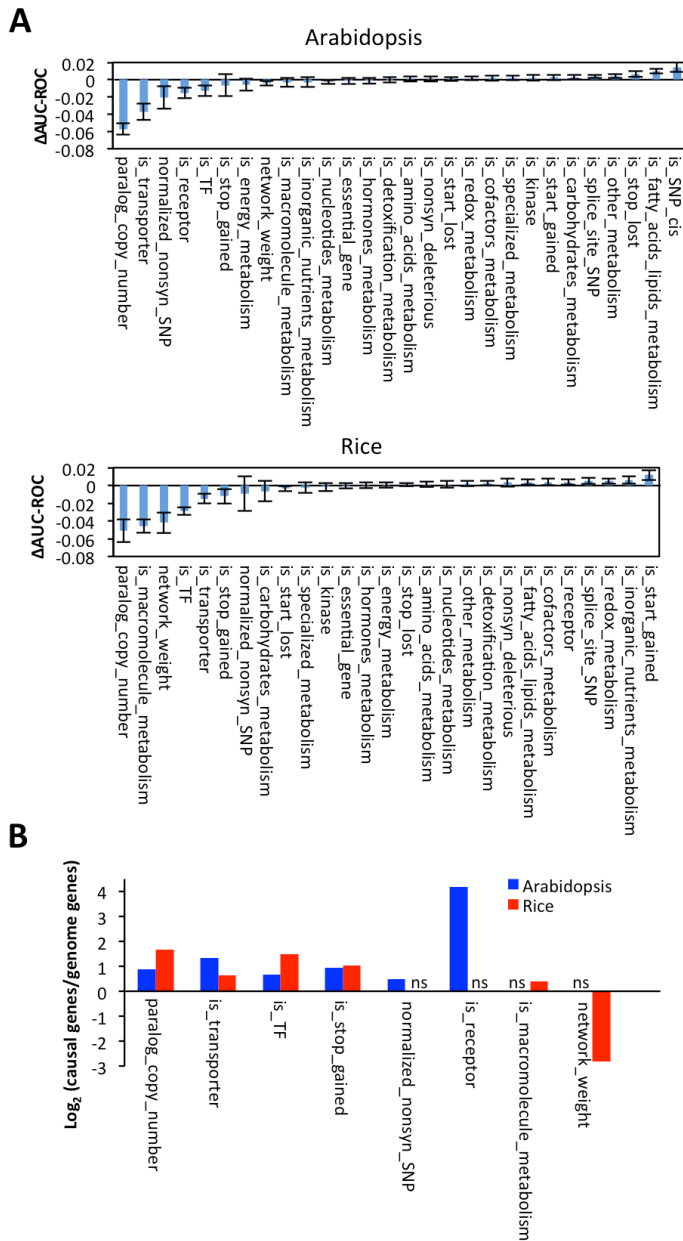 A
Arabidopsis
ΔAUC-ROC
0.02
0
-0.02
-0.04
-0.06
-0.08
paralog_copy_number
is_transporter
normalized_nonsyn_SNP
is_receptor
is_TF
is_stop_gained
is_energy_metabolism
network_weight
is_macromolecule_metabolism
is_inorganic_nutrients_metabolism
is_nucleotides_metabolism
is_essential_gene
is_hormones_metabolism
is_detoxification_metabolism
is_amino_acids_metabolism
is_nonsyn_deleterious
is_start_lost
is_redox_metabolism
is_cofactors_metabolism
is_specialized_metabolism
is_kinase
is_start_gained
is_carbohydrates_metabolism
is_splice_site_SNP
is_other_metabolism
is_stop_lost
is_fatty_acids_lipids_metabolism
is_SNP_cis
Rice
ΔAUC-ROC
0.02
0
-0.02
-0.04
-0.06
-0.08
paralog_copy_number
is_macromolecule_metabolism
network_weight
is_TF
is_transporter
is_stop_gained
normalized_nonsyn_SNP
is_carbohydrates_metabolism
is_start_lost
is_specialized_metabolism
is_kinase
is_essential_gene
is_hormones_metabolism
is_energy_metabolism
is_stop_lost
is_amino_acids_metabolism
is_nucleotides_metabolism
is_other_metabolism
is_detoxification_metabolism
is_nonsyn_deleterious
is_fatty_acids_lipids_metabolism
is_cofactors_metabolism
is_receptor
is_splice_site_SNP
is_redox_metabolism
is_inorganic_nutrients_metabolism
is_start_gained
B
Log2 (causal genes/genome genes)
4
3
2
1
0
-1
-2
-3
Arabidopsis
Rice
ns
ns
ns
ns
paralog_copy_number
is_transporter
is_TF
is_stop_gained
normalized_nonsyn_SNP
is_receptor
is_macromolecule_metabolism
network_weight